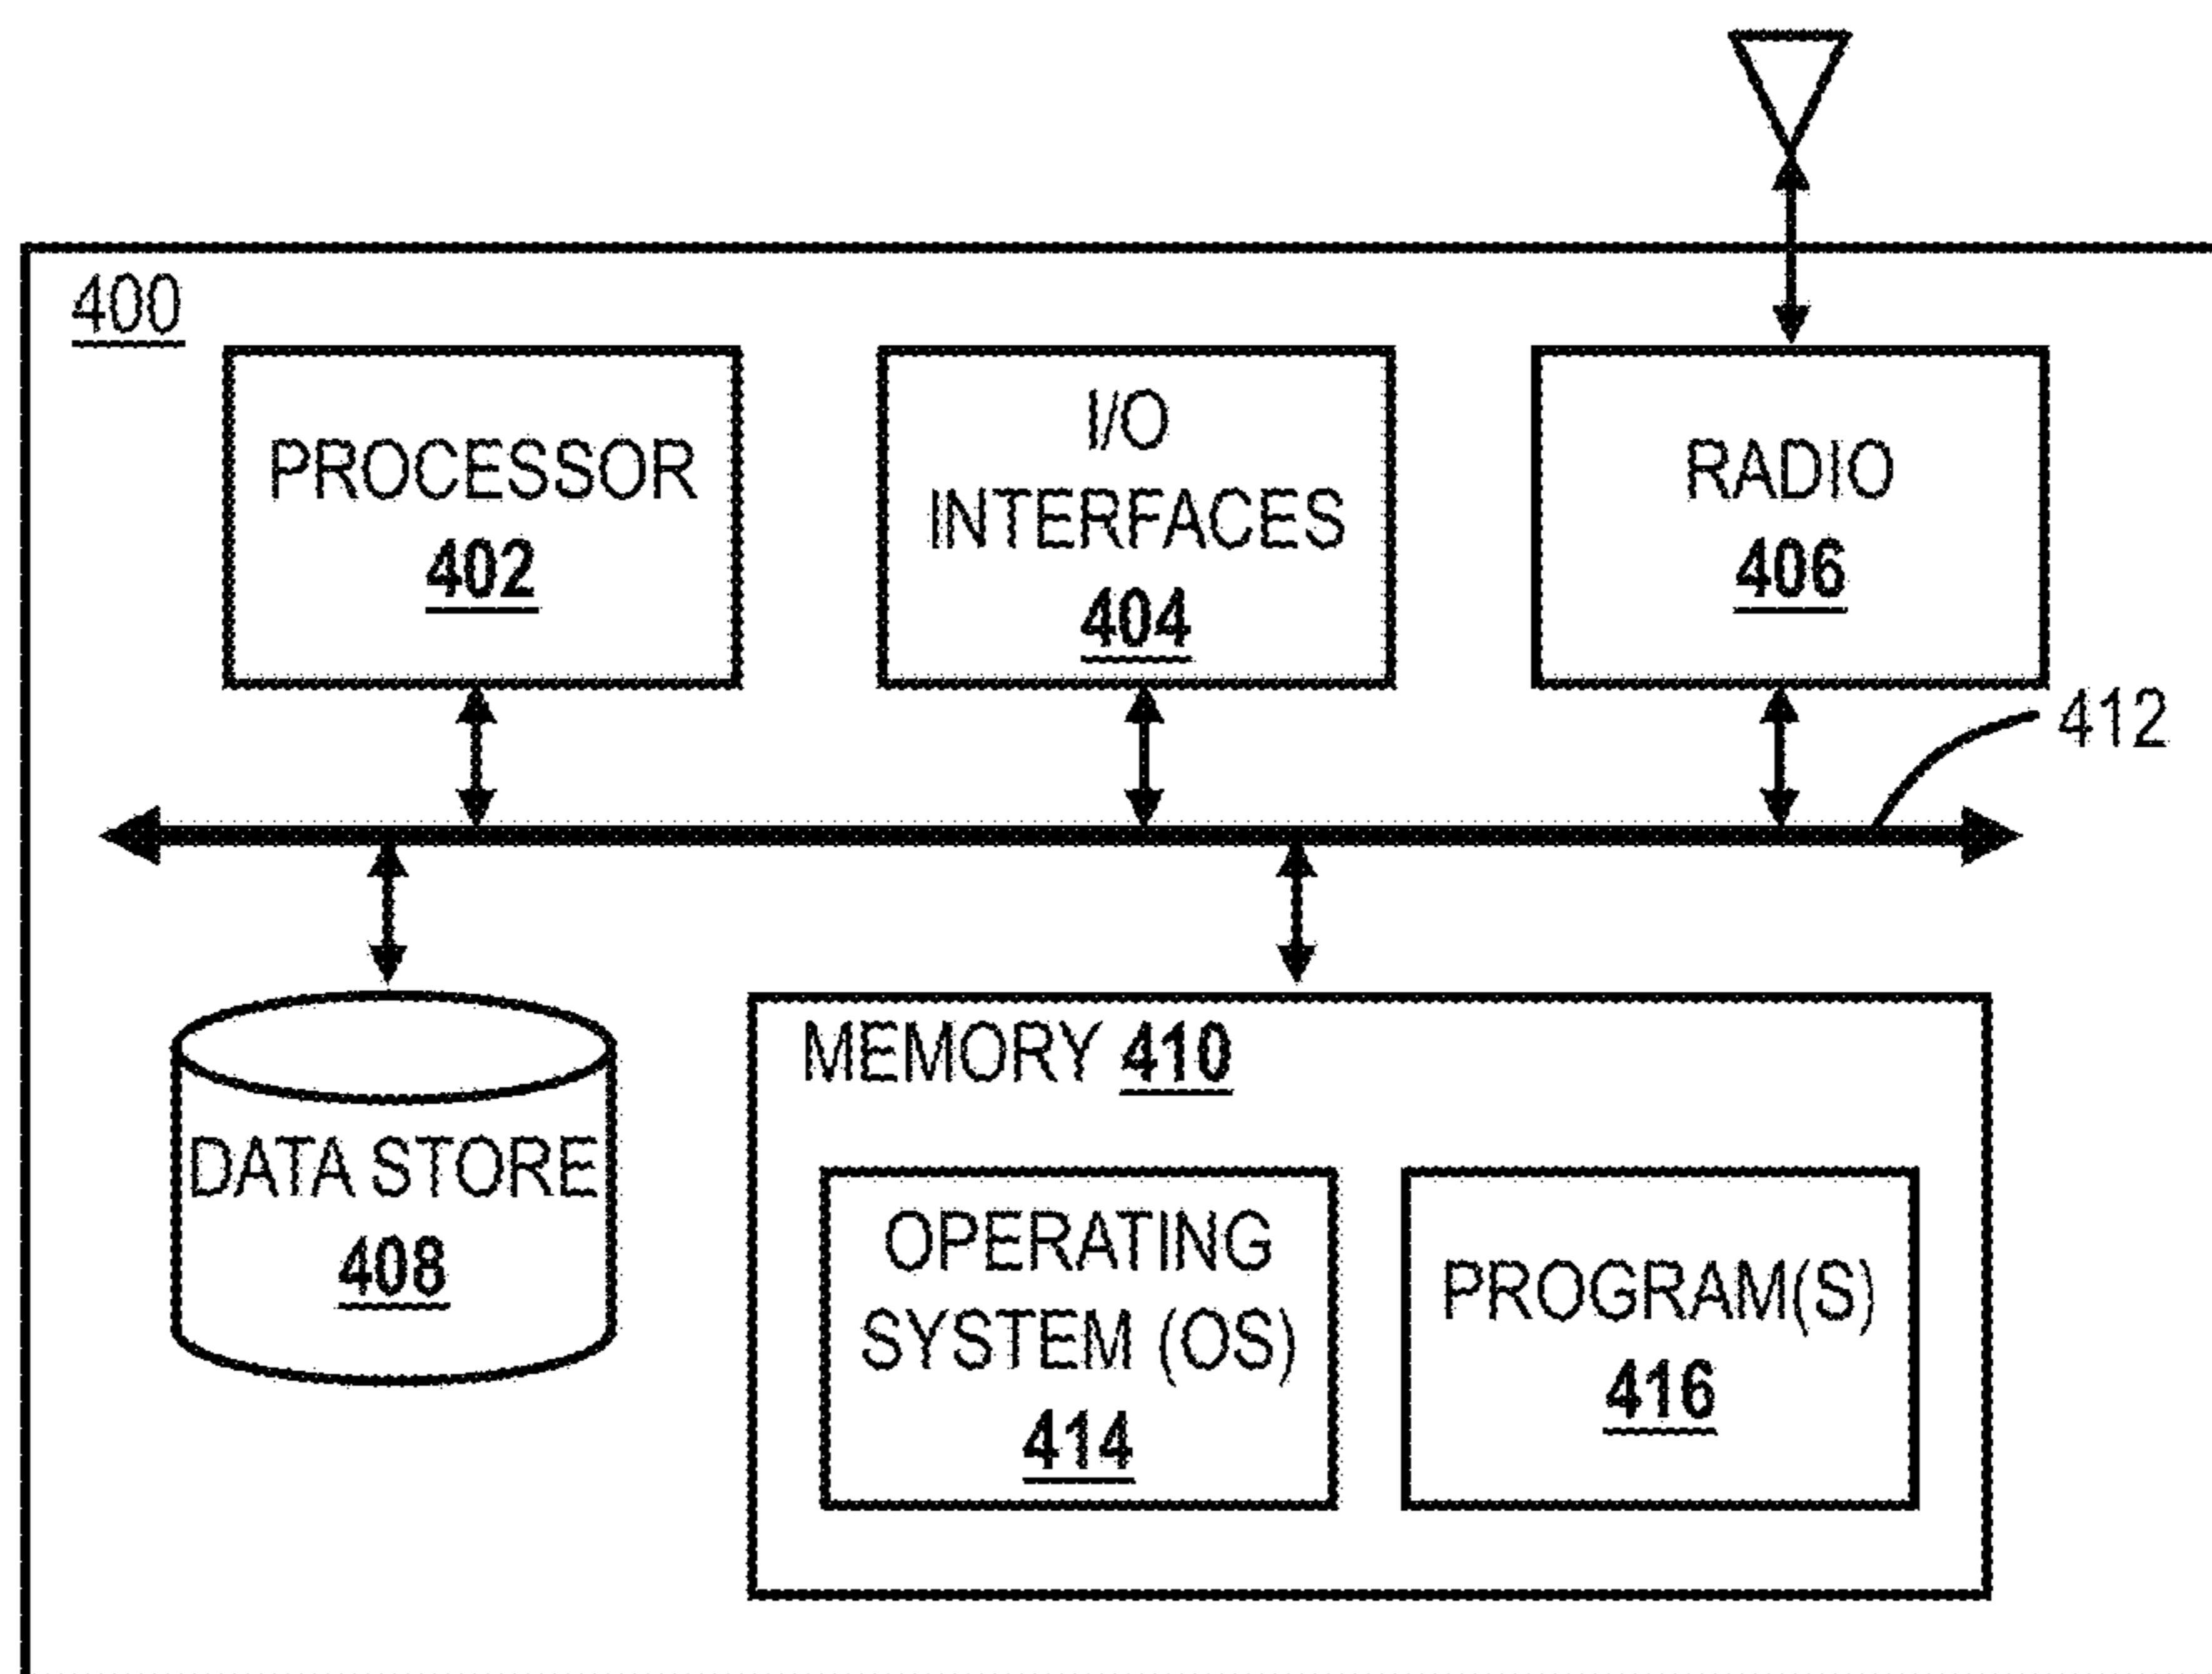 400
PROCESSOR
402
I/O
INTERFACES
404
RADIO
406
412
DATA STORE
408
MEMORY 410
OPERATING
SYSTEM (OS)
414
PROGRAM(S)
416